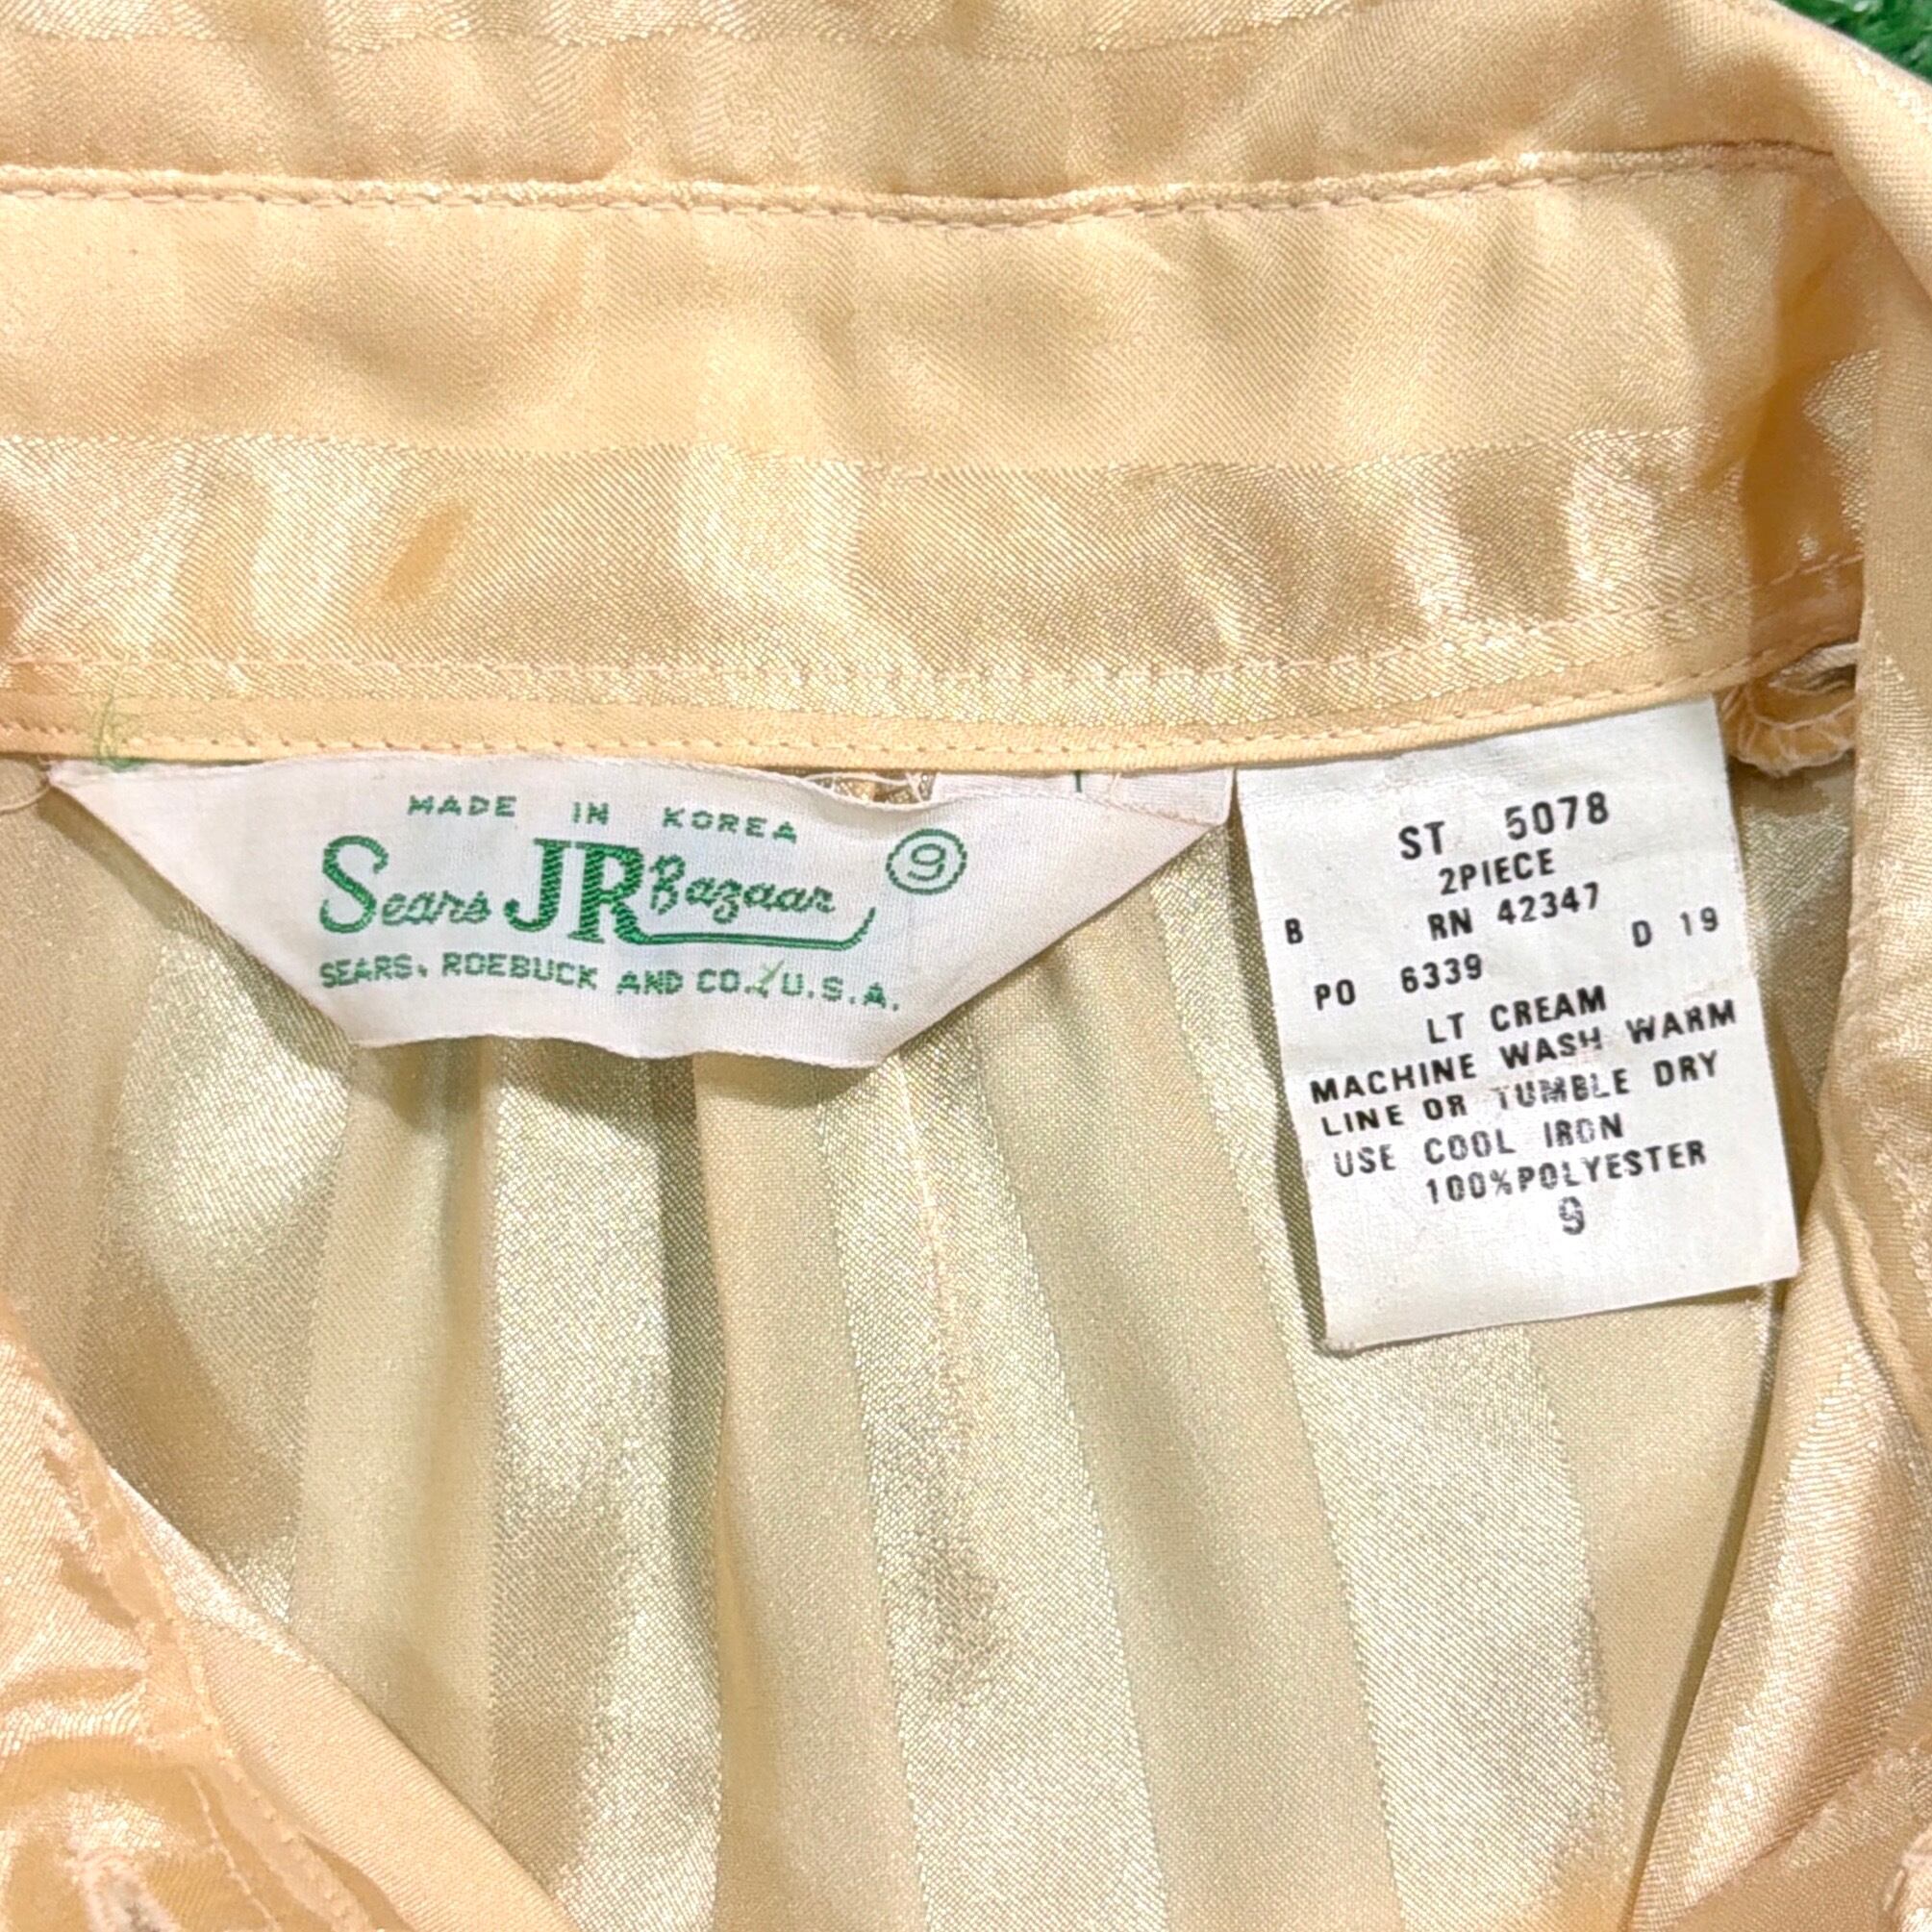 MADE IN KOREA
Sears JR Bazaar 9
SEARS, ROEBUCK AND CO. U.S.A.
ST 5078
2PIECE
B RN 42347 D 19
PO 6339
LT CREAM
MACHINE WASH WARM
LINE OR TUMBLE DRY
USE COOL IRON
100%POLYESTER
9